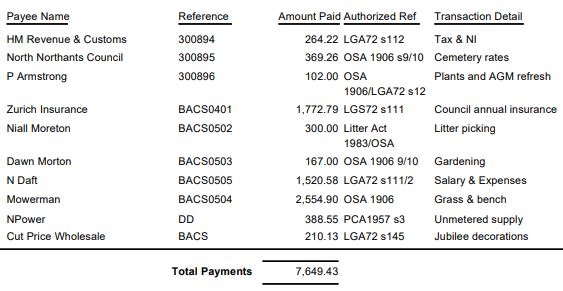 Payee Name Reference Amount Paid Authorized Ref Transaction Detail
HM Revenue & Customs 300894 264.22 LGA72 s112 Tax & NI
North Northants Council 300895 369.26 OSA 1906 s9/10 Cemetery rates
P Armstrong 300896 102.00 OSA Plants and AGM refresh
1906/LGA72 s12
Zurich Insurance BACS0401 1,772.79 LGS72 s111 Council annual insurance
Niall Moreton BACS0502 300.00 Litter Act Litter picking
1983/OSA
Dawn Morton BACS0503 167.00 OSA 1906 9/10 Gardening
N Daft BACS0505 1,520.58 LGA72 s111/2 Salary & Expenses
Mowerman BACS0504 2,554.90 OSA 1906 Grass & bench
NPower DD 388.55 PCA1957 s3 Unmetered supply
Cut Price Wholesale BACS 210.13 LGA72 s145 Jubilee decorations
Total Payments 7,649.43